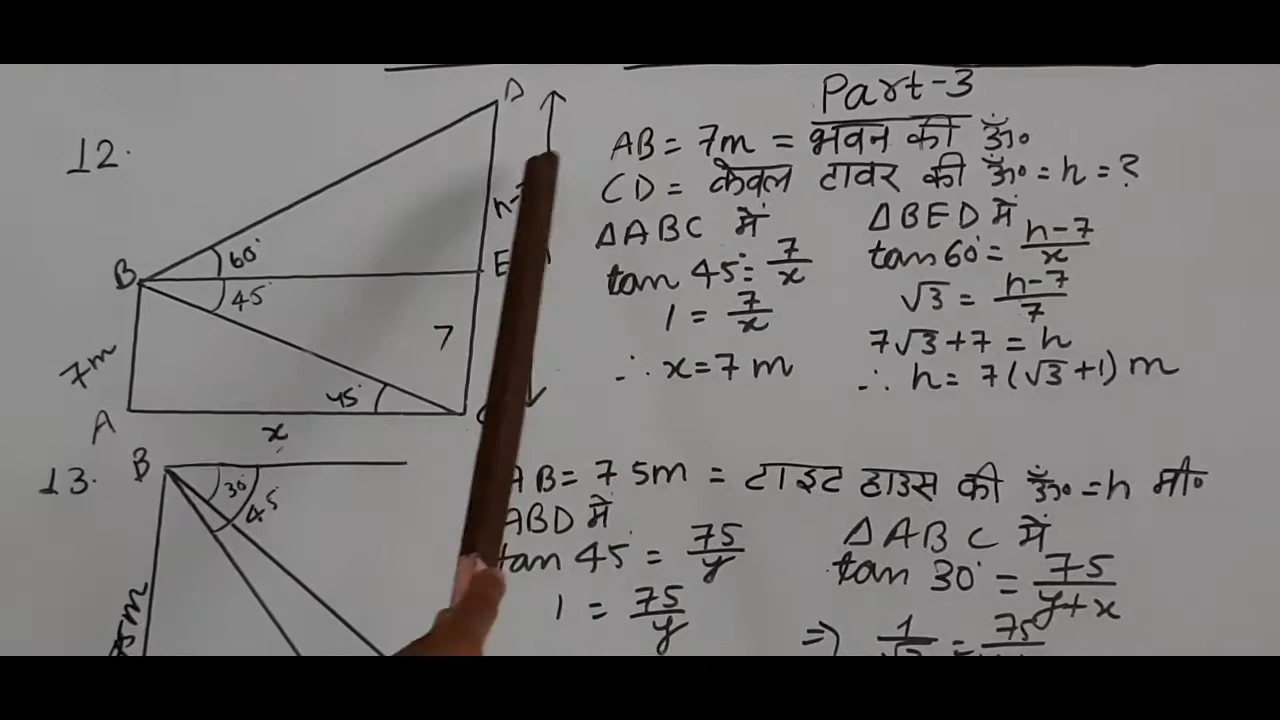 Part-3
12.
AB = 7m = भवन की ऊँ०
CD = केवल टावर की ऊँ० = h = ?
ΔABC में
tan 45° = 7/x
1 = 7/x
∴ x = 7 m
ΔBED में
tan 60° = h-7/x
√3 = h-7/7
7√3+7 = h
∴ h = 7(√3+1) m
D
B
60°
45°
E
7m
7
45°
A
x
13.
B
30°
45
AB = 75m = टाइट हाउस की ऊँ० = h मी०
ABD में
tan 45 = 75/y
1 = 75/y
Δ ABC में
tan 30° = 75/y+x